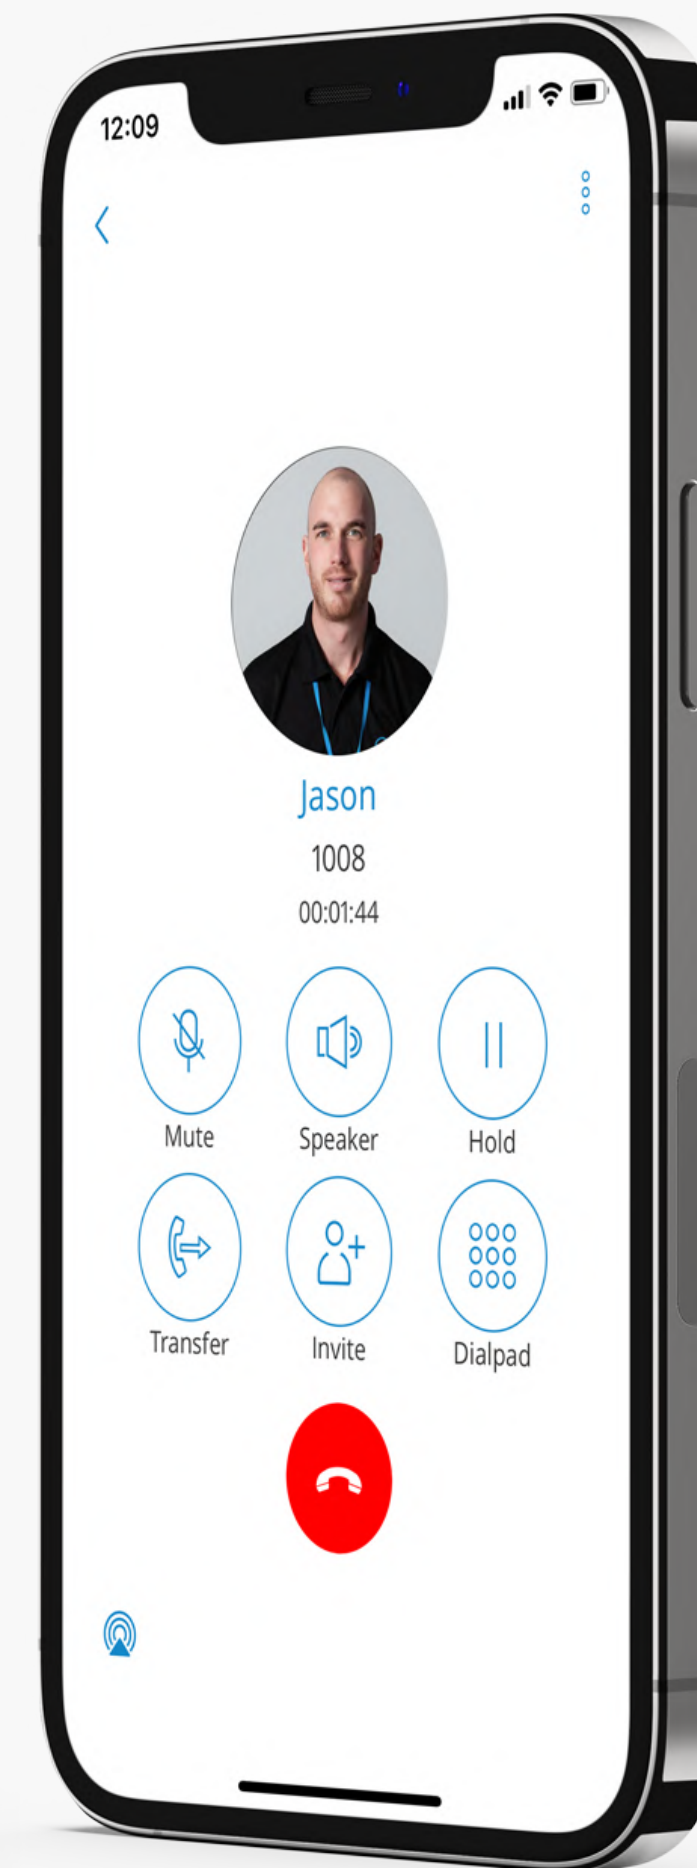 12:09
Jason
1008
00:01:44
Mute Speaker Hold
Transfer Invite Dialpad